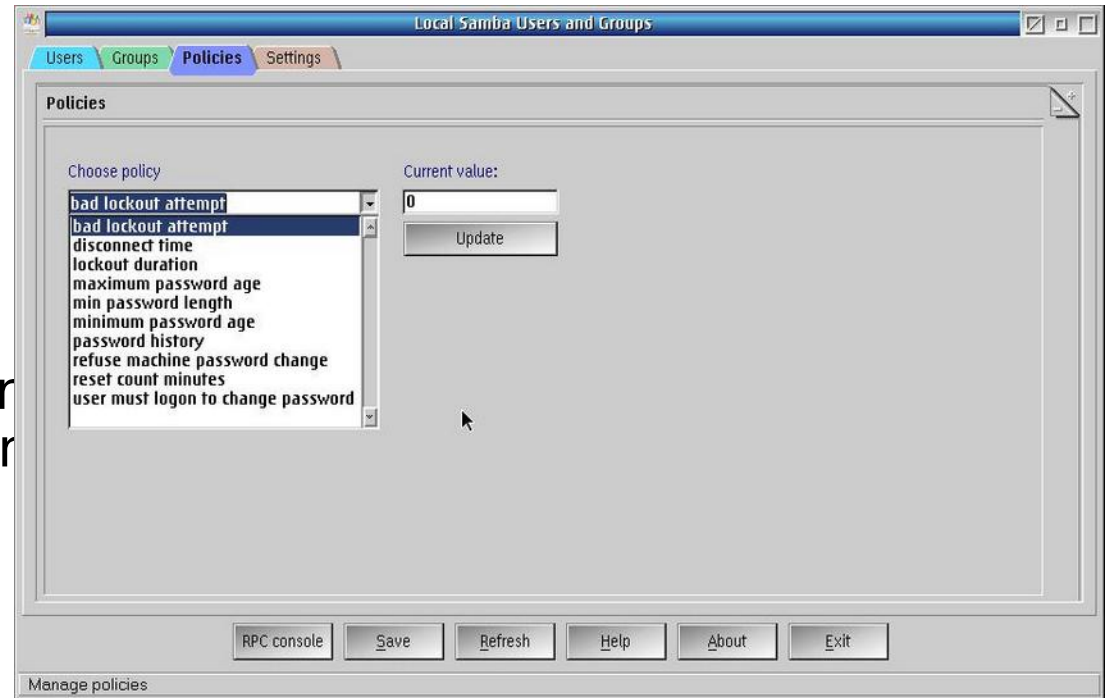 Local Samba Users and Groups
Users Groups Policies Settings
Policies
Choose policy
Current value:
bad lockout attempt
0
bad lockout attempt
Update
disconnect time
lockout duration
maximum password age
min password length
minimum password age
password history
refuse machine password change
reset count minutes
user must logon to change password
RPC console Save Refresh Help About Exit
Manage policies